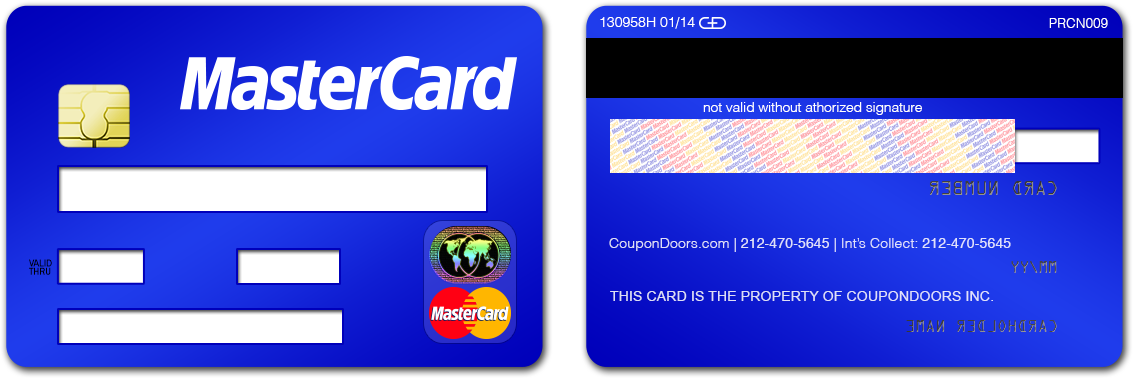 MasterCard
VALID
THRU
MasterCard
130958H 01/14
PRCN009
not valid without athorized signature
CARD NUMBER
CouponDoors.com | 212-470-5645 | Int's Collect: 212-470-5645
MM/YY
THIS CARD IS THE PROPERTY OF COUPONDOORS INC.
CARDHOLDER NAME